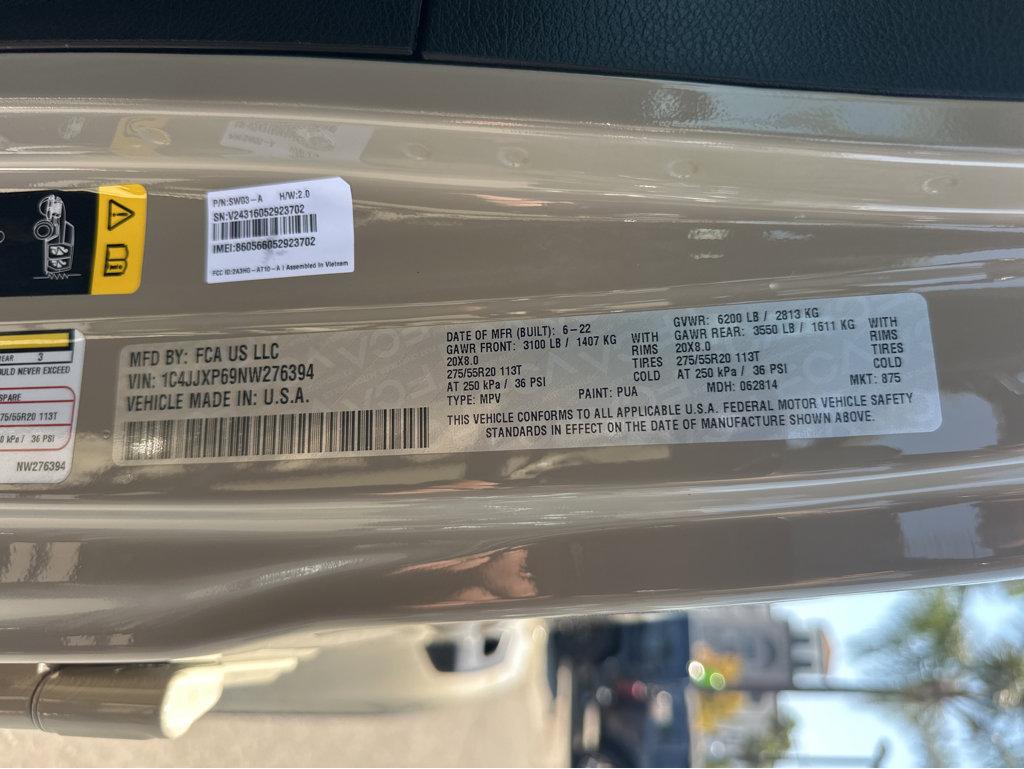 P/N:SW03-A H/W:2.0
SN:V24316052923702
IMEI:860566052923702
FCC ID:2A3HG-AT10-A I Assembled in Vietnam
EAR 3
OULD NEVER EXCEED
SPARE
275/55R20 113T
0 kPa / 36 PSI
NW276394
MFD BY: FCA US LLC
VIN: 1C4JJXP69NW276394
VEHICLE MADE IN: U.S.A.
DATE OF MFR (BUILT): 6-22
GAWR FRONT: 3100 LB / 1407 KG WITH
20X8.0 RIMS
275/55R20 113T TIRES
AT 250 kPa / 36 PSI COLD
TYPE: MPV PAINT: PUA
GVWR: 6200 LB / 2813 KG
GAWR REAR: 3550 LB / 1611 KG WITH
20X8.0 RIMS
275/55R20 113T TIRES
AT 250 kPa / 36 PSI COLD
MDH: 062814 MKT: 875
THIS VEHICLE CONFORMS TO ALL APPLICABLE U.S.A. FEDERAL MOTOR VEHICLE SAFETY
STANDARDS IN EFFECT ON THE DATE OF MANUFACTURE SHOWN ABOVE.